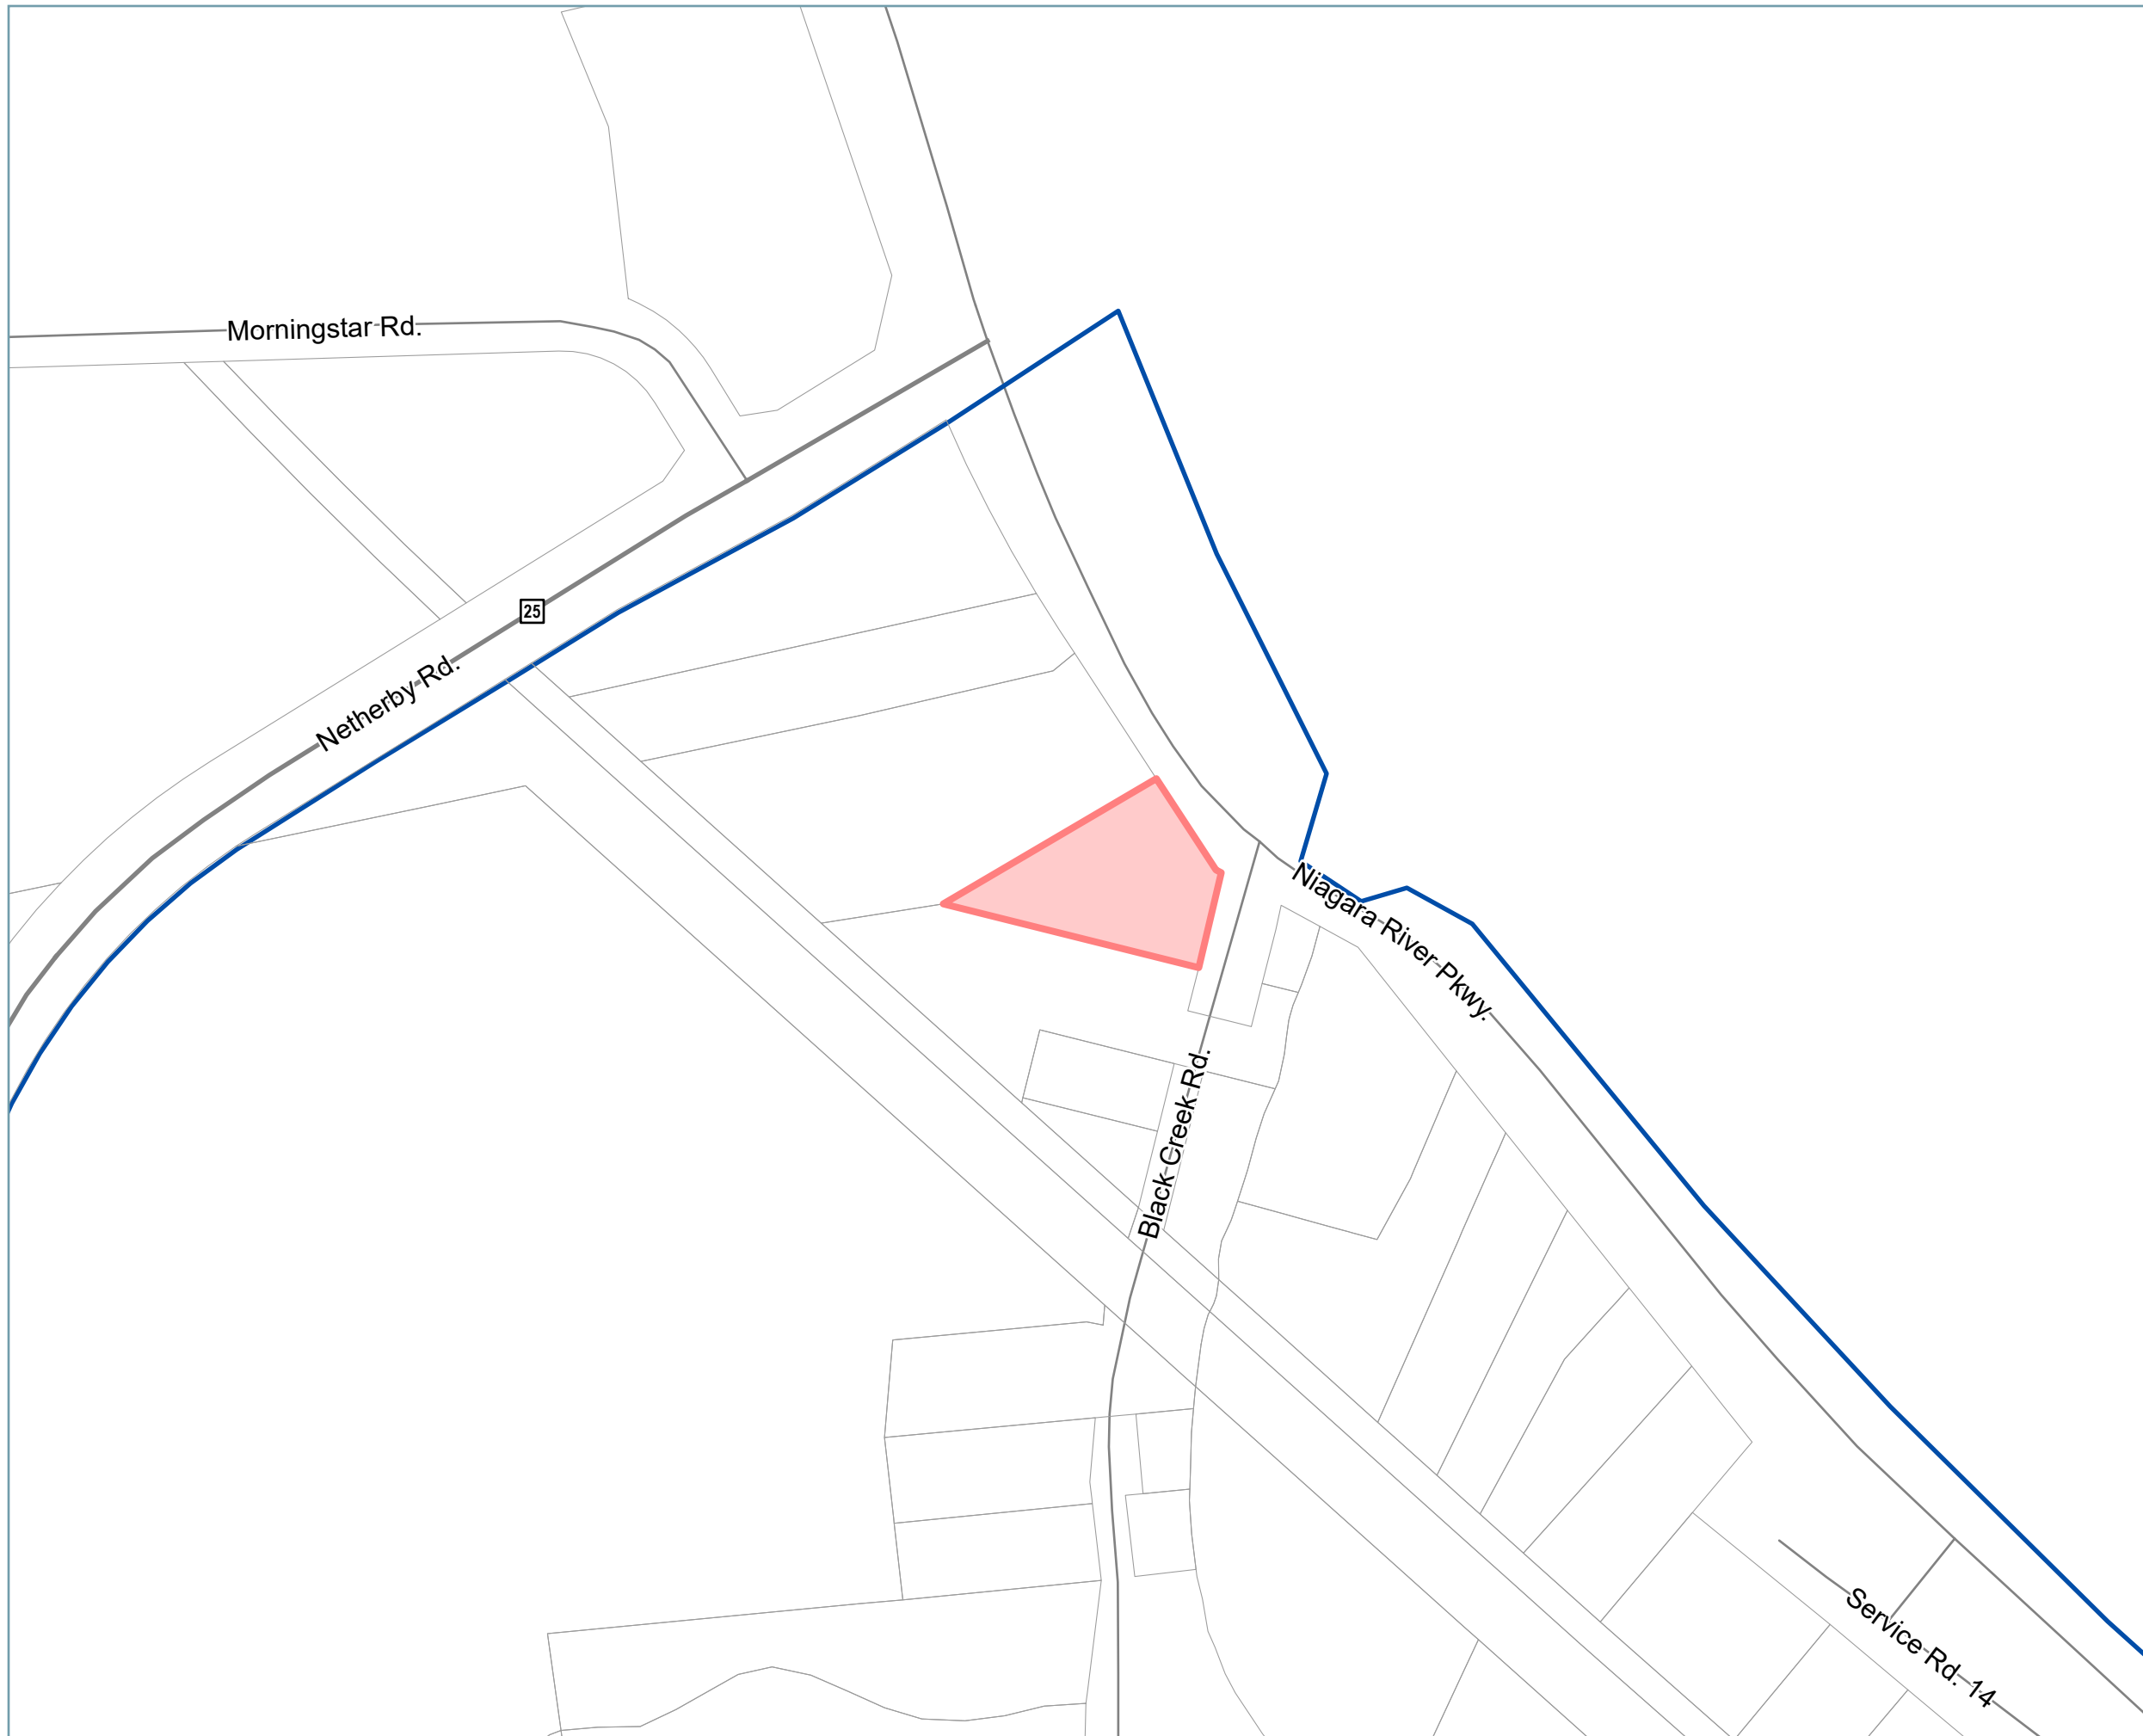 Morningstar Rd.
25
Netherby Rd.
Niagara River Pkwy.
Black Creek Rd.
Service Rd. 14